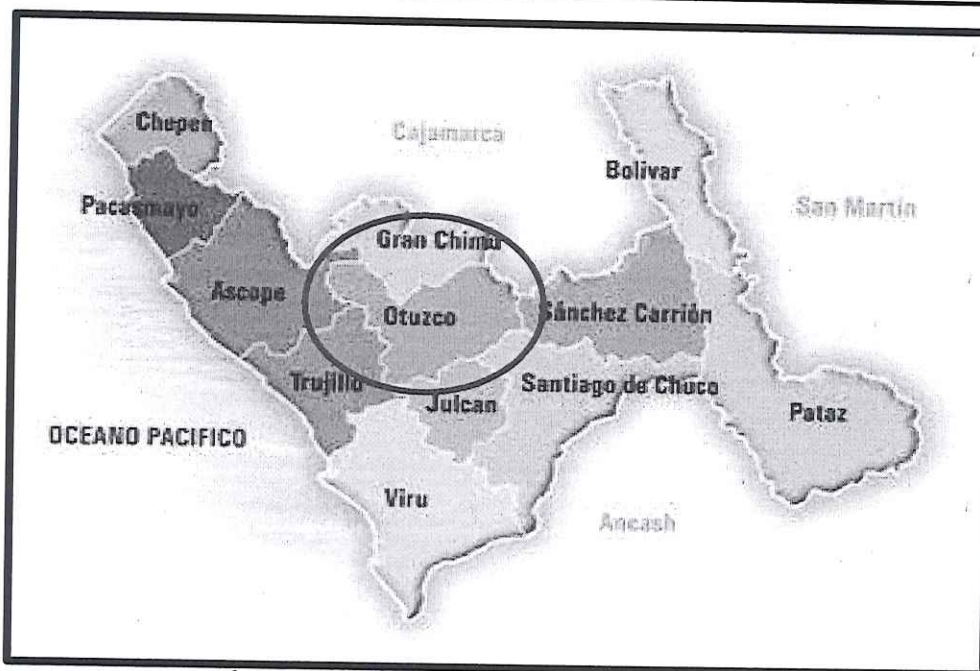 Chepen
Cajamarca
Bolivar
Pacasmayo
San Martin
Gran Chimu
Ascope
Otuzco
Sánchez Carrión
Trujillo
Santiago de Chuco
Julcan
Pataz
OCEANO PACIFICO
Viru
Ancash